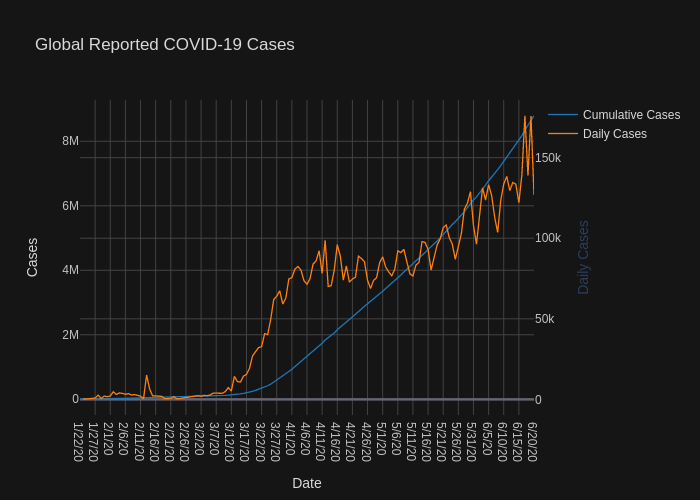 Global Reported COVID-19 Cases
Cumulative Cases
Daily Cases
8M
6M
4M
2M
0
Cases
150k
100k
50k
0
Daily Cases
1/22/20
1/27/20
2/1/20
2/6/20
2/11/20
2/16/20
2/21/20
2/26/20
3/2/20
3/7/20
3/12/20
3/17/20
3/22/20
3/27/20
4/1/20
4/6/20
4/11/20
4/16/20
4/21/20
4/26/20
5/1/20
5/6/20
5/11/20
5/16/20
5/21/20
5/26/20
5/31/20
6/5/20
6/10/20
6/15/20
6/20/20
Date